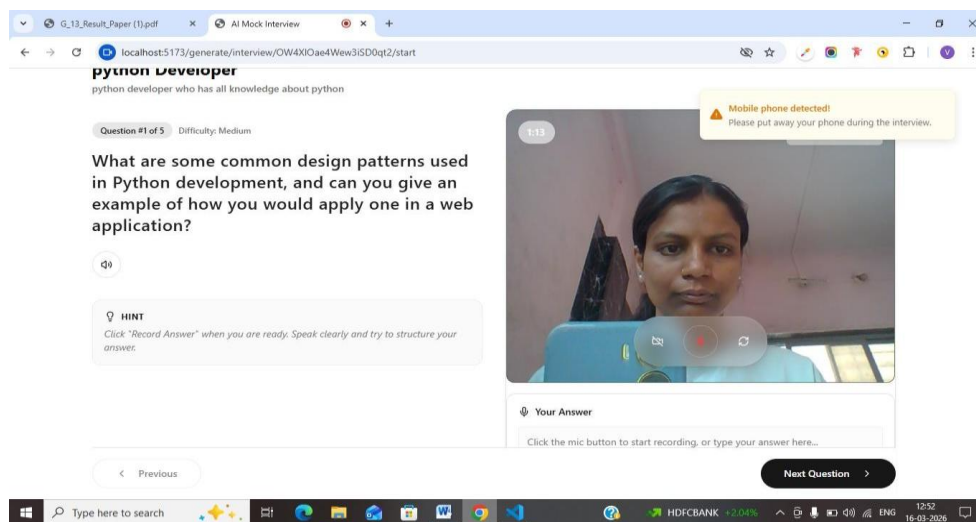 G_13_Result_Paper (1).pdf
AI Mock Interview
localhost:5173/generate/interview/OW4XIOae4Wew3iSD0qt2/start
V
python Developer
python developer who has all knowledge about python
Mobile phone detected!
Please put away your phone during the interview.
Question #1 of 5
Difficulty: Medium
1:13
What are some common design patterns used
in Python development, and can you give an
example of how you would apply one in a web
application?
HINT
Click "Record Answer" when you are ready. Speak clearly and try to structure your
answer.
Your Answer
Click the mic button to start recording, or type your answer here...
Previous
Next Question
Type here to search
HDFCBANK +2.04%
ENG
12:52
16-03-2026